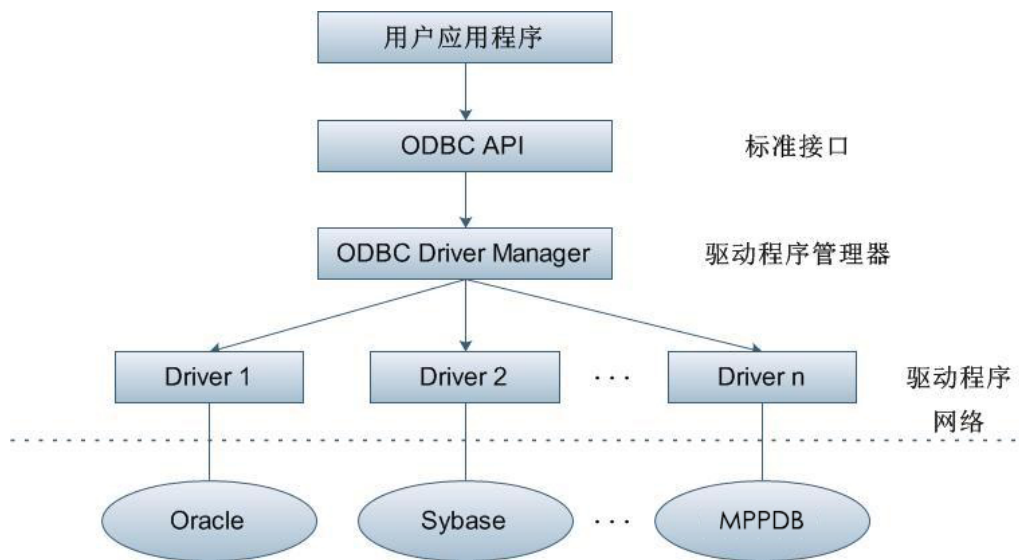 用户应用程序
ODBC API
标准接口
ODBC Driver Manager
驱动程序管理器
Driver 1
Driver 2
...
Driver n
驱动程序
网络
Oracle
Sybase
...
MPPDB